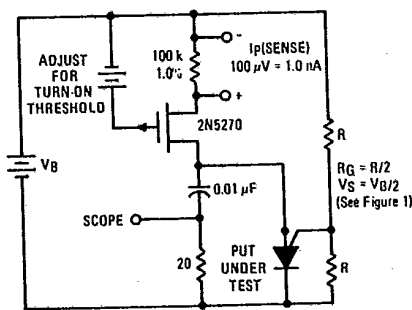 ADJUST
FOR
TURN-ON
THRESHOLD
100 k
1.0%
-
+
Ip(SENSE)
100 µV = 1.0 nA
2N5270
VB
0.01 µF
SCOPE
20
PUT
UNDER
TEST
R
RG = R/2
VS = VB/2
(See Figure 1)
R